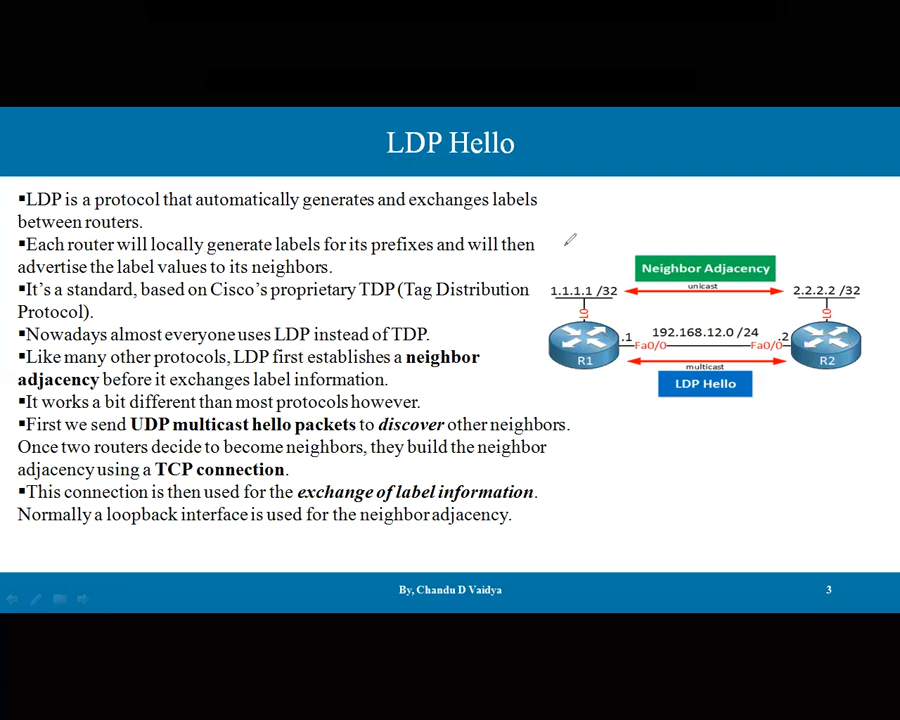 LDP Hello
▪LDP is a protocol that automatically generates and exchanges labels
between routers.
▪Each router will locally generate labels for its prefixes and will then
advertise the label values to its neighbors.
▪It’s a standard, based on Cisco’s proprietary TDP (Tag Distribution
Protocol).
▪Nowadays almost everyone uses LDP instead of TDP.
▪Like many other protocols, LDP first establishes a neighbor
adjacency before it exchanges label information.
▪It works a bit different than most protocols however.
▪First we send UDP multicast hello packets to discover other neighbors.
Once two routers decide to become neighbors, they build the neighbor
adjacency using a TCP connection.
▪This connection is then used for the exchange of label information.
Normally a loopback interface is used for the neighbor adjacency.
Neighbor Adjacency
unicast
1.1.1.1 /32
2.2.2.2 /32
L0
L0
192.168.12.0 /24
.1
.2
Fa0/0
Fa0/0
R1
R2
multicast
LDP Hello
By, Chandu D Vaidya
3